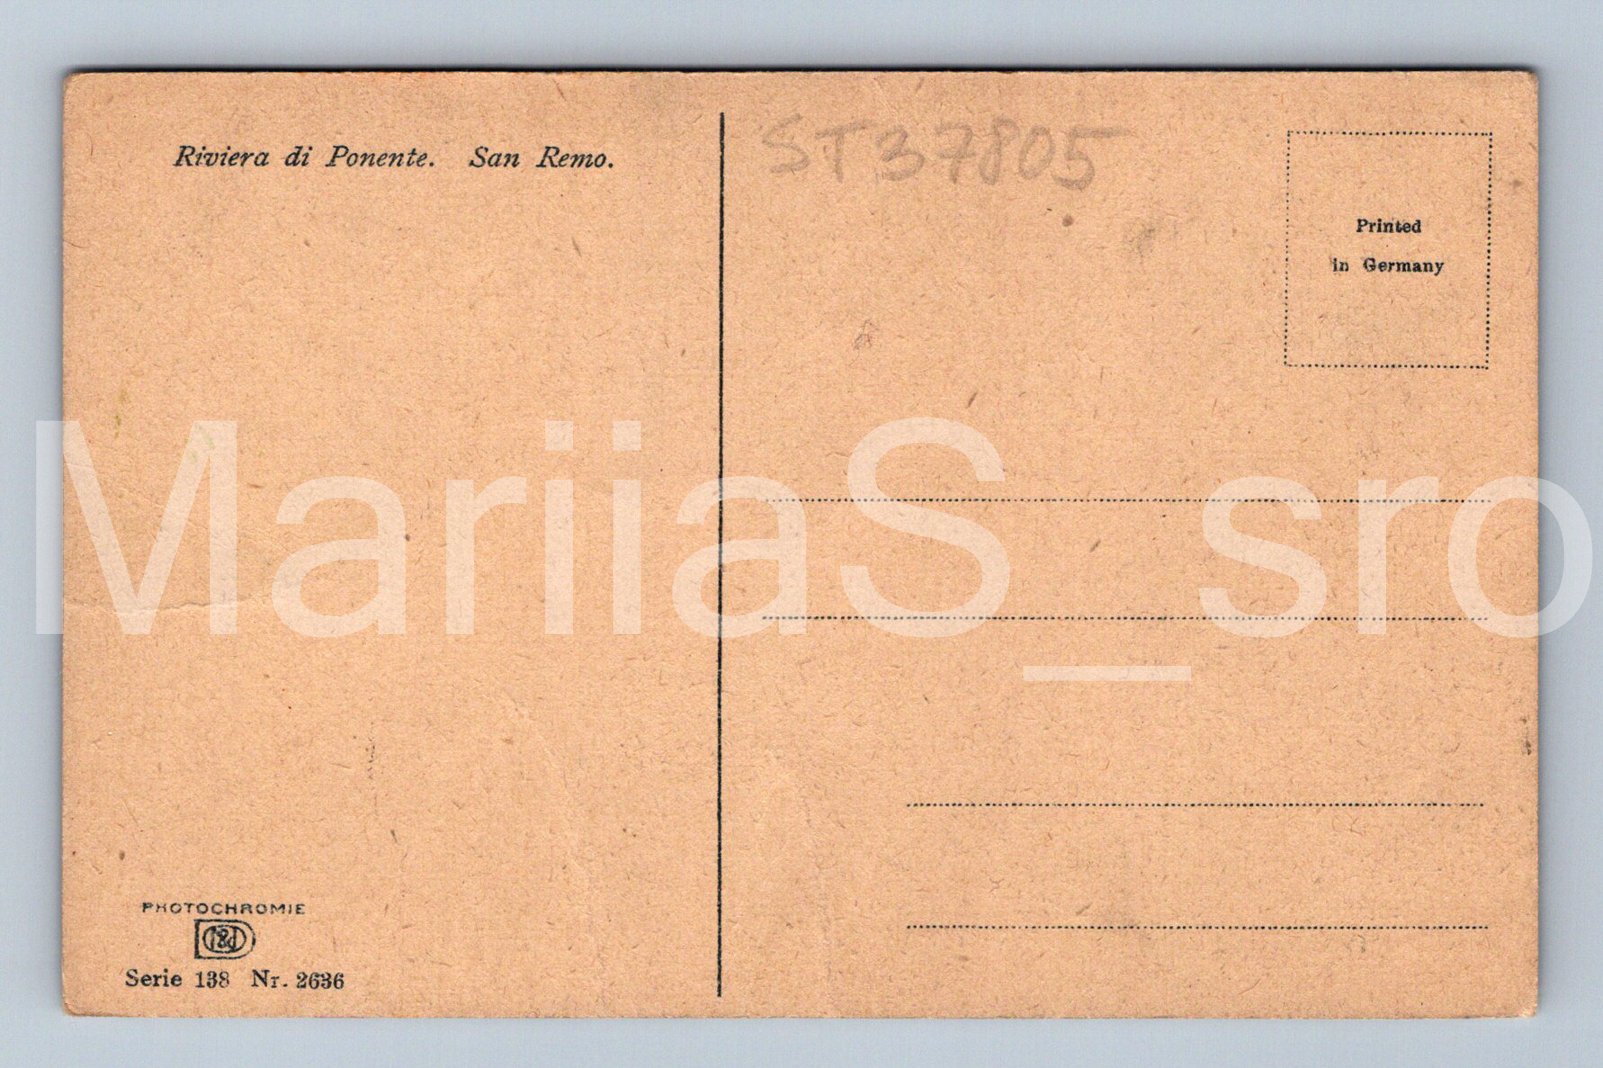 Riviera di Ponente. San Remo.
ST37805
Printed
in Germany
MariiaS_sro
PHOTOCHROMIE
Serie 138 Nr. 2636